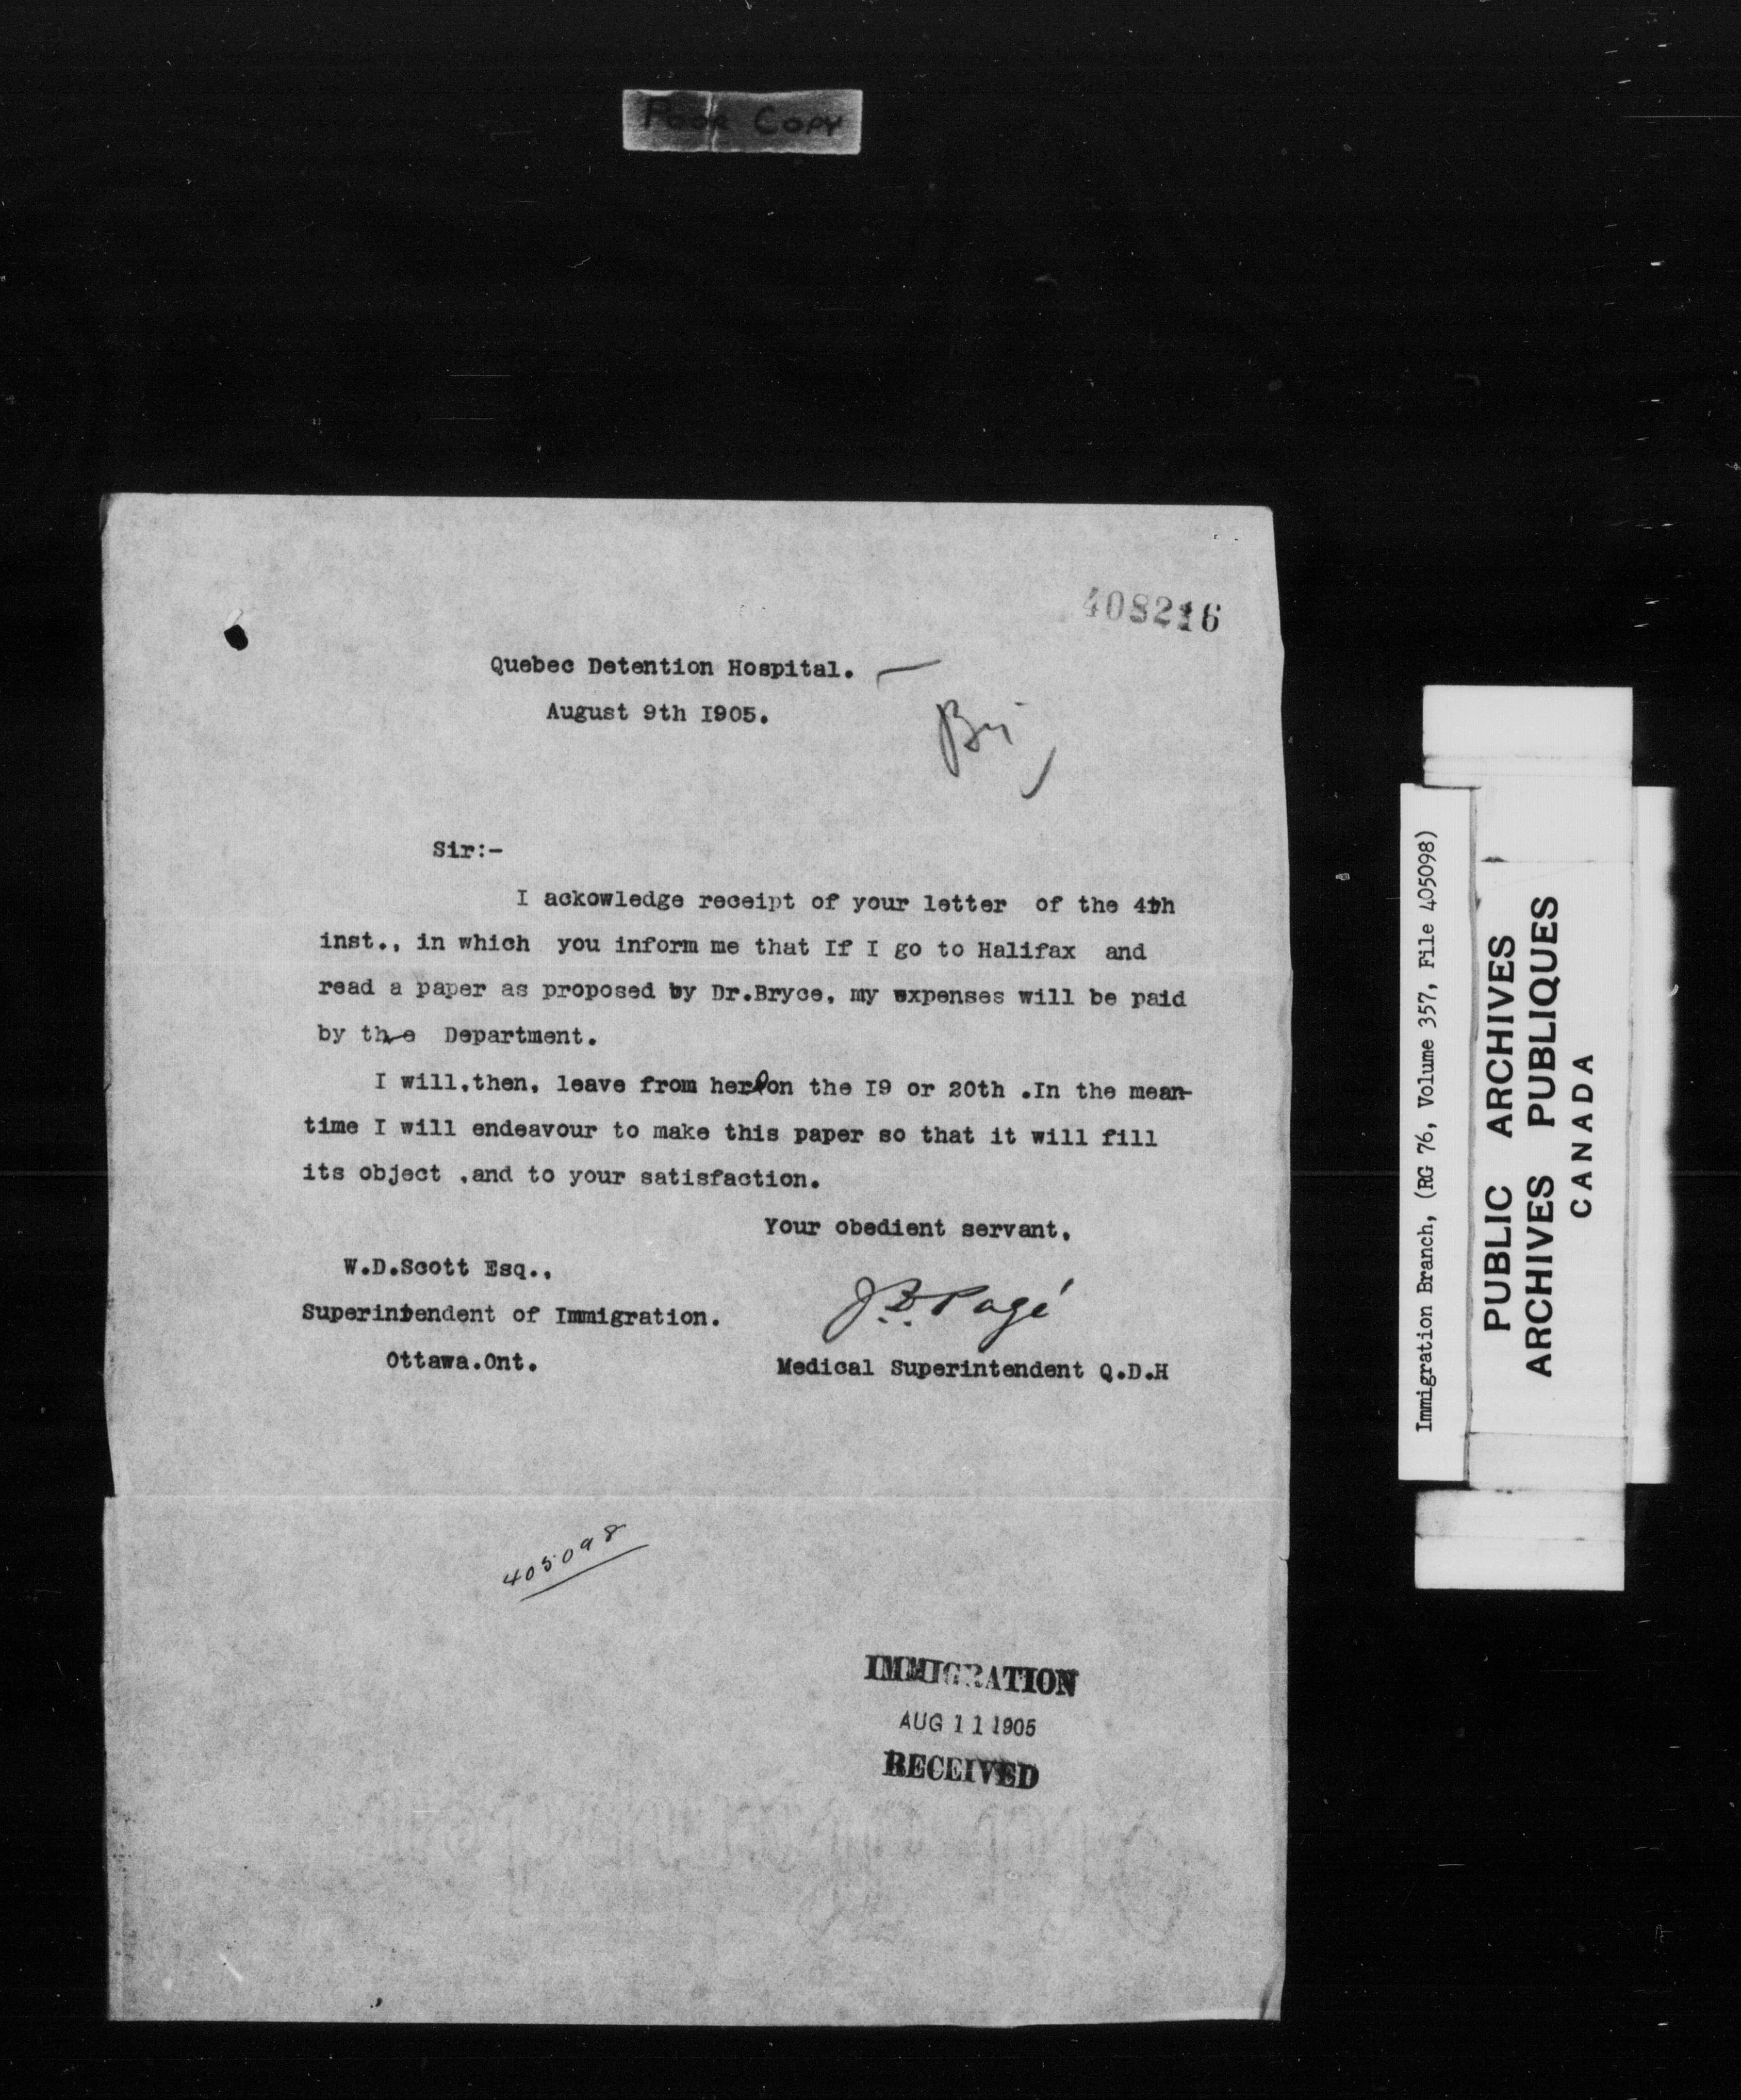 Poor Copy
408216
Quebec Detention Hospital.
August 9th I905.
Sir:-
I ackowledge receipt of your letter of the 4th
inst., in which you inform me that If I go to Halifax and
read a paper as proposed by Dr.Bryce, my expenses will be paid
by the Department.
I will,then, leave from here on the I9 or 20th .In the mean-
time I will endeavour to make this paper so that it will fill
its object ,and to your satisfaction.
Your obedient servant,
W.D.Scott Esq.,
Superintendent of Immigration.
Ottawa.Ont.
J.D. Pagé
Medical Superintendent Q.D.H
405098
IMMIGRATION
AUG 11 1905
RECEIVED
Immigration Branch, (RG 76, Volume 357, File 405098)
PUBLIC ARCHIVES
ARCHIVES PUBLIQUES
CANADA